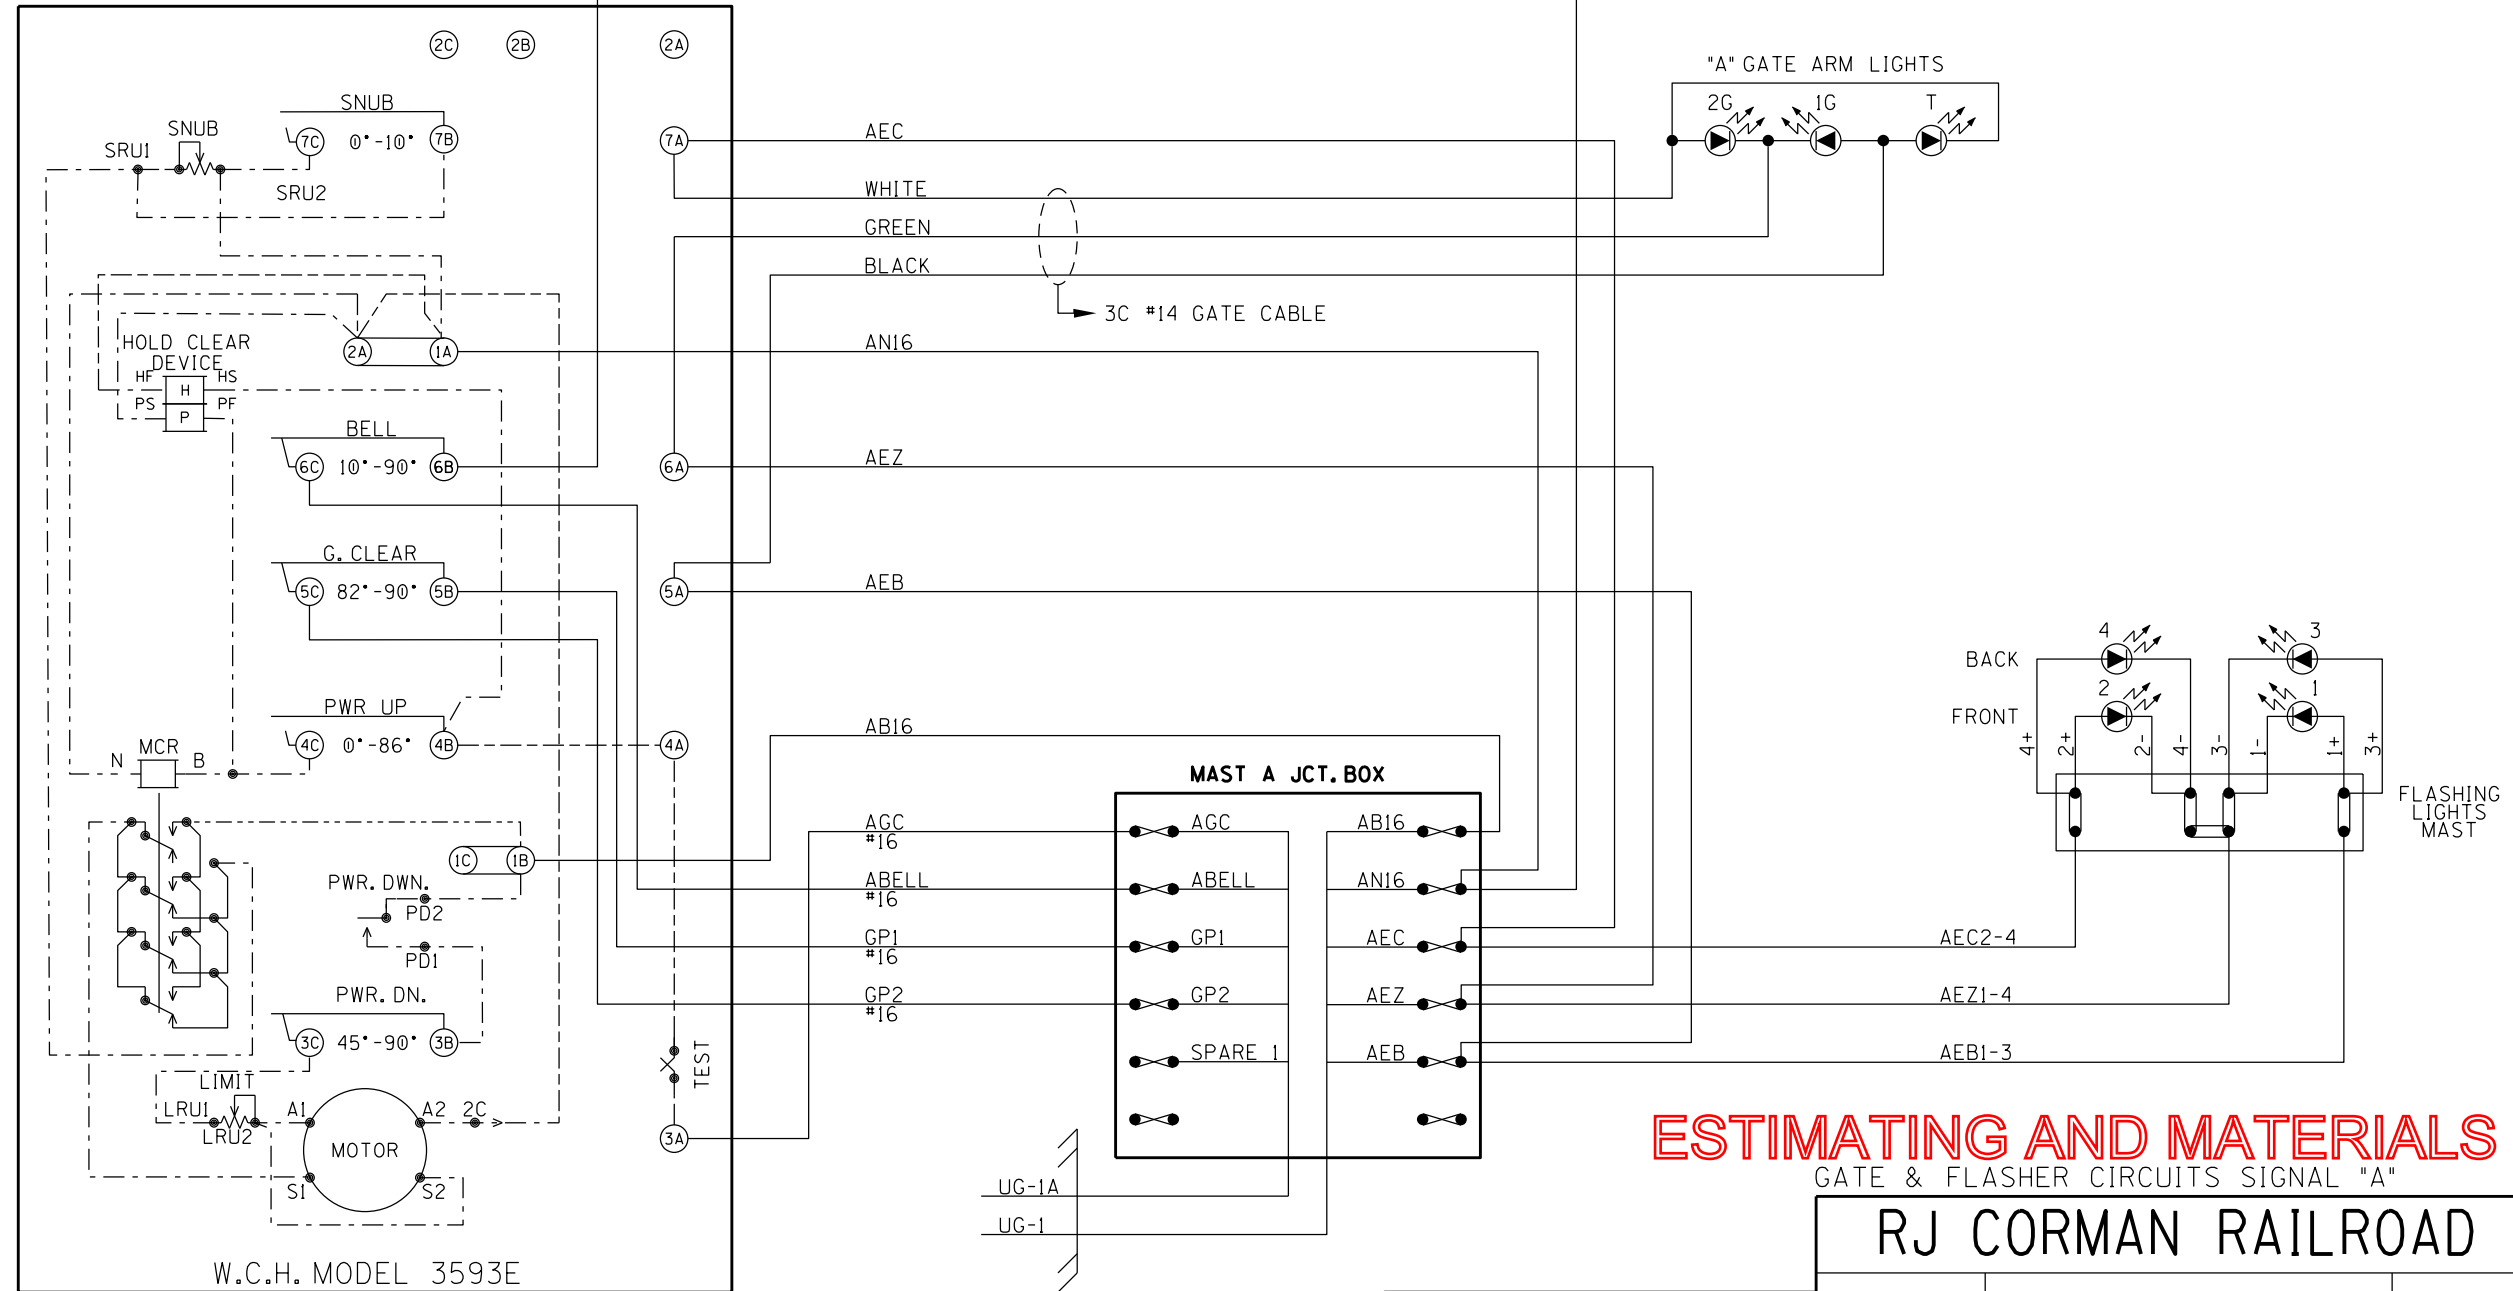 2C 2B 2A
"A" GATE ARM LIGHTS
2G 1G T
SNUB
SNUB
7C 0°-10° 7B 7A
SRU1
SRU2
AEC
WHITE
GREEN
BLACK
3C #14 GATE CABLE
HOLD CLEAR
DEVICE
2A 1A
AN16
HF H HS
PS P PF
BELL
6C 10°-90° 6B 6A
AEZ
G. CLEAR
5C 82°-90° 5B 5A
AEB
BACK 4 3
FRONT 2 1
4+ 2+ 2- 4- 3- 1- 1+ 3+
FLASHING
LIGHTS
MAST
PWR UP
4C 0°-86° 4B 4A
AB16
N MCR B
MAST A JCT. BOX
AGC
#16
AGC AB16
1C 1B
PWR. DWN.
PD2
PD1
ABELL
#16
ABELL AN16
GP1
#16
GP1 AEC
AEC2-4
GP2
#16
GP2 AEZ
AEZ1-4
SPARE 1 AEB
AEB1-3
PWR. DN.
3C 45°-90° 3B
TEST
3A
LIMIT
LRU1
LRU2
A1 A2 2C
MOTOR
S1 S2
UG-1A
UG-1
W.C.H. MODEL 3593E
ESTIMATING AND MATERIALS
GATE & FLASHER CIRCUITS SIGNAL "A"
RJ CORMAN RAILROAD